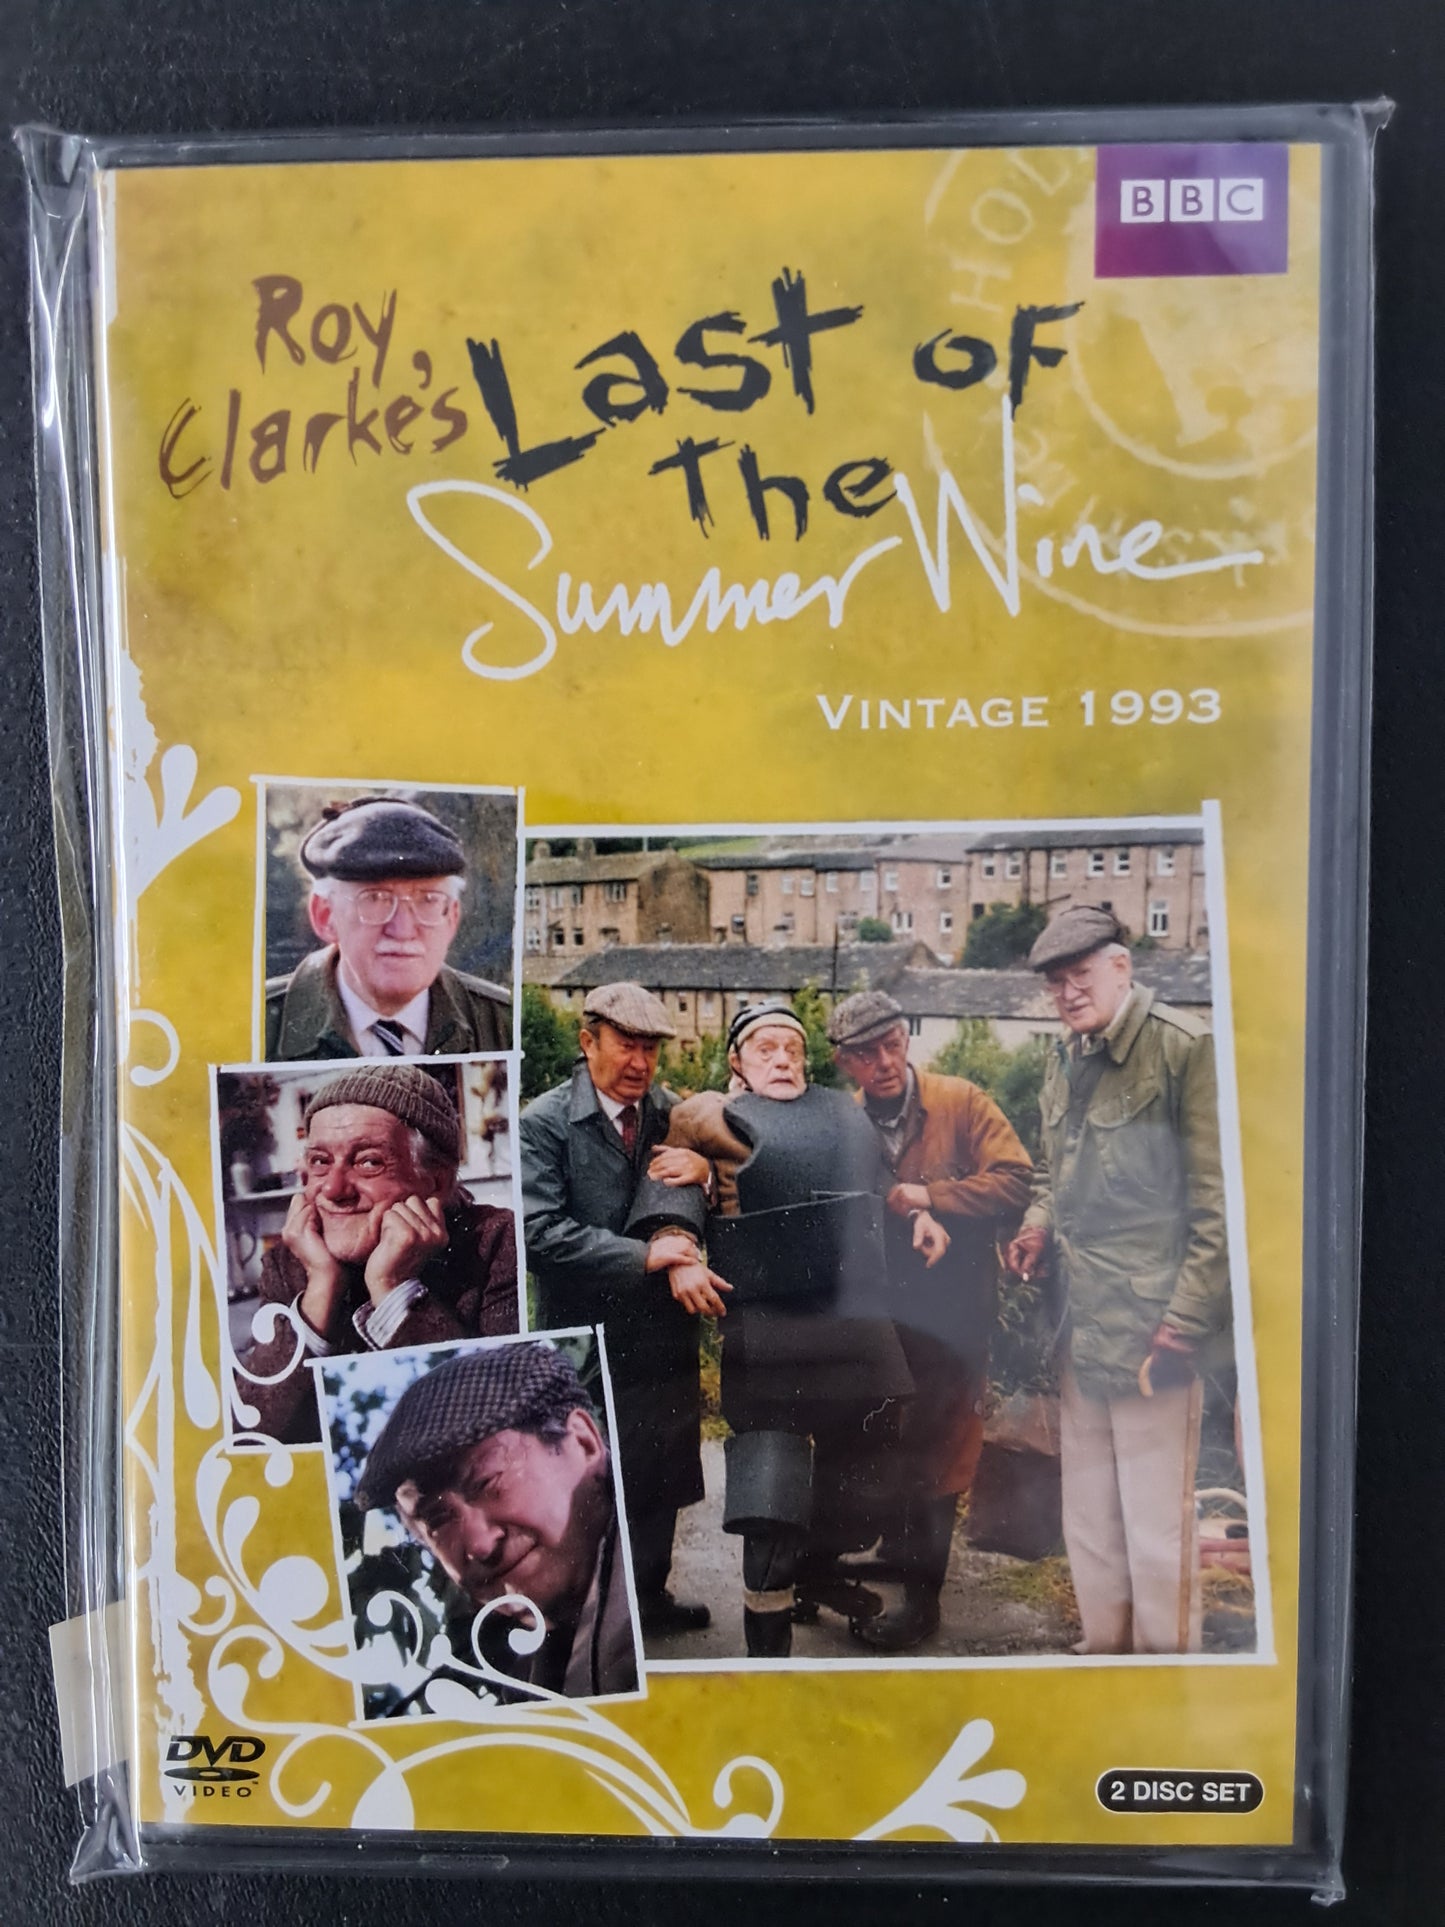 BBC
Roy
Clarke's
Last of
the
Summer Wine
VINTAGE 1993
DVD
VIDEO
2 DISC SET